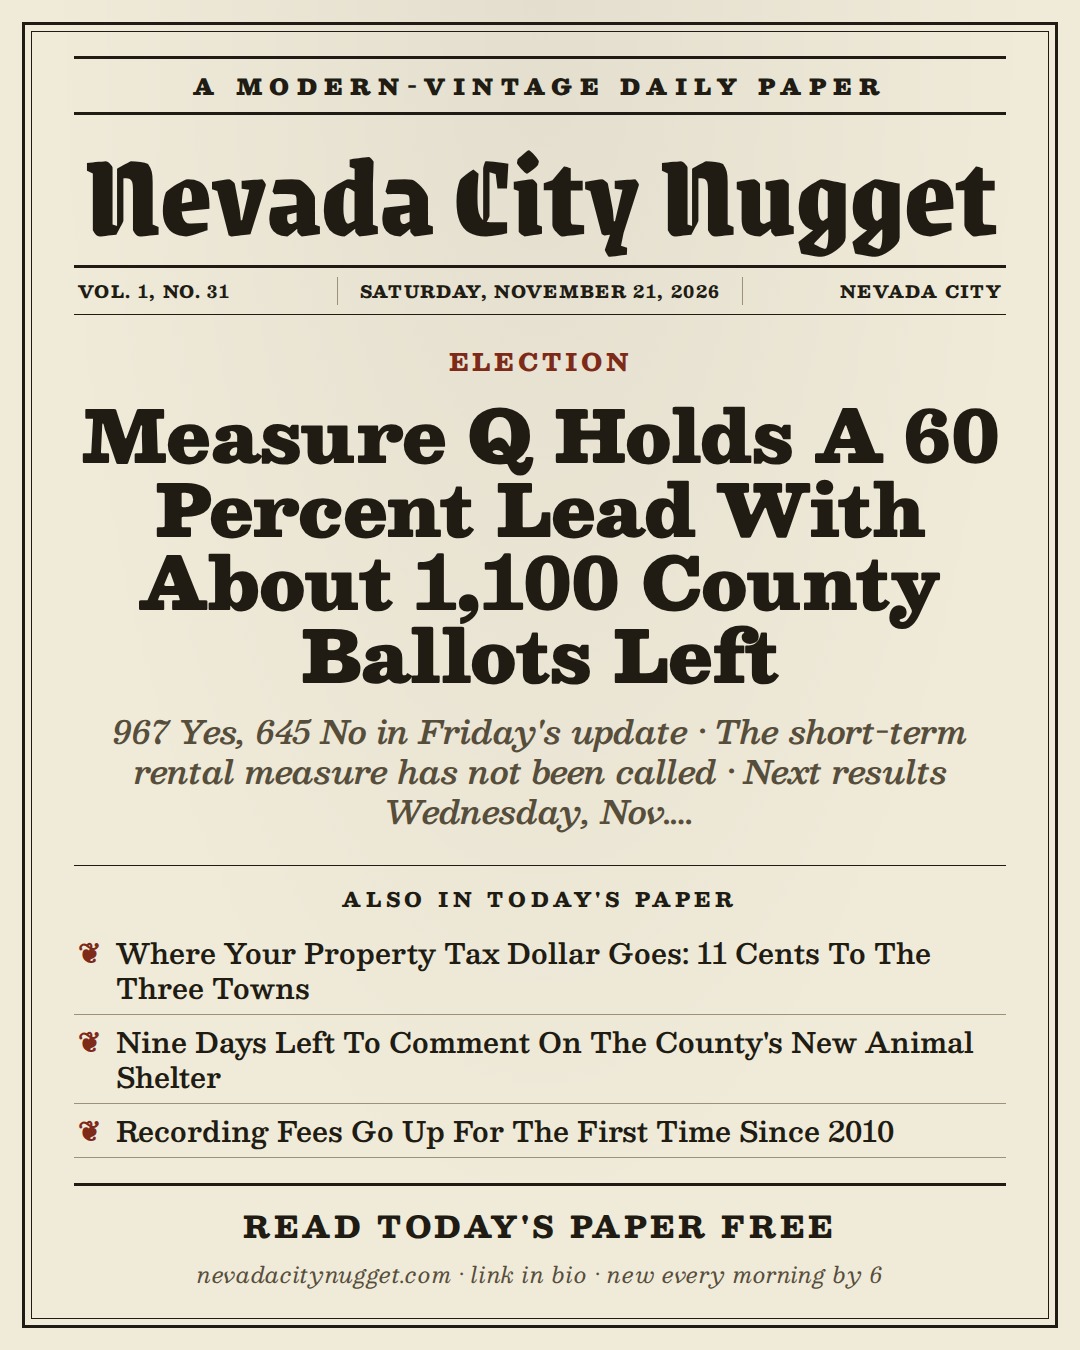 A MODERN-VINTAGE DAILY PAPER
Nevada City Nugget
VOL. 1, NO. 31
SATURDAY, NOVEMBER 21, 2026
NEVADA CITY
ELECTION
Measure Q Holds A 60
Percent Lead With
About 1,100 County
Ballots Left
967 Yes, 645 No in Friday's update · The short-term
rental measure has not been called · Next results
Wednesday, Nov....
ALSO IN TODAY'S PAPER
❦ Where Your Property Tax Dollar Goes: 11 Cents To The
Three Towns
❦ Nine Days Left To Comment On The County's New Animal
Shelter
❦ Recording Fees Go Up For The First Time Since 2010
READ TODAY'S PAPER FREE
nevadacitynugget.com · link in bio · new every morning by 6